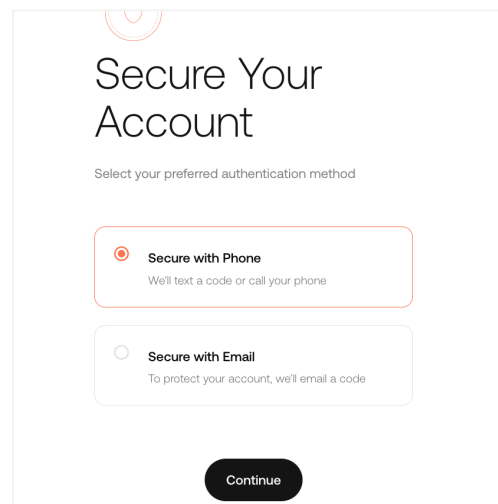 Secure Your
Account
Select your preferred authentication method
Secure with Phone
We'll text a code or call your phone
Secure with Email
To protect your account, we'll email a code
Continue